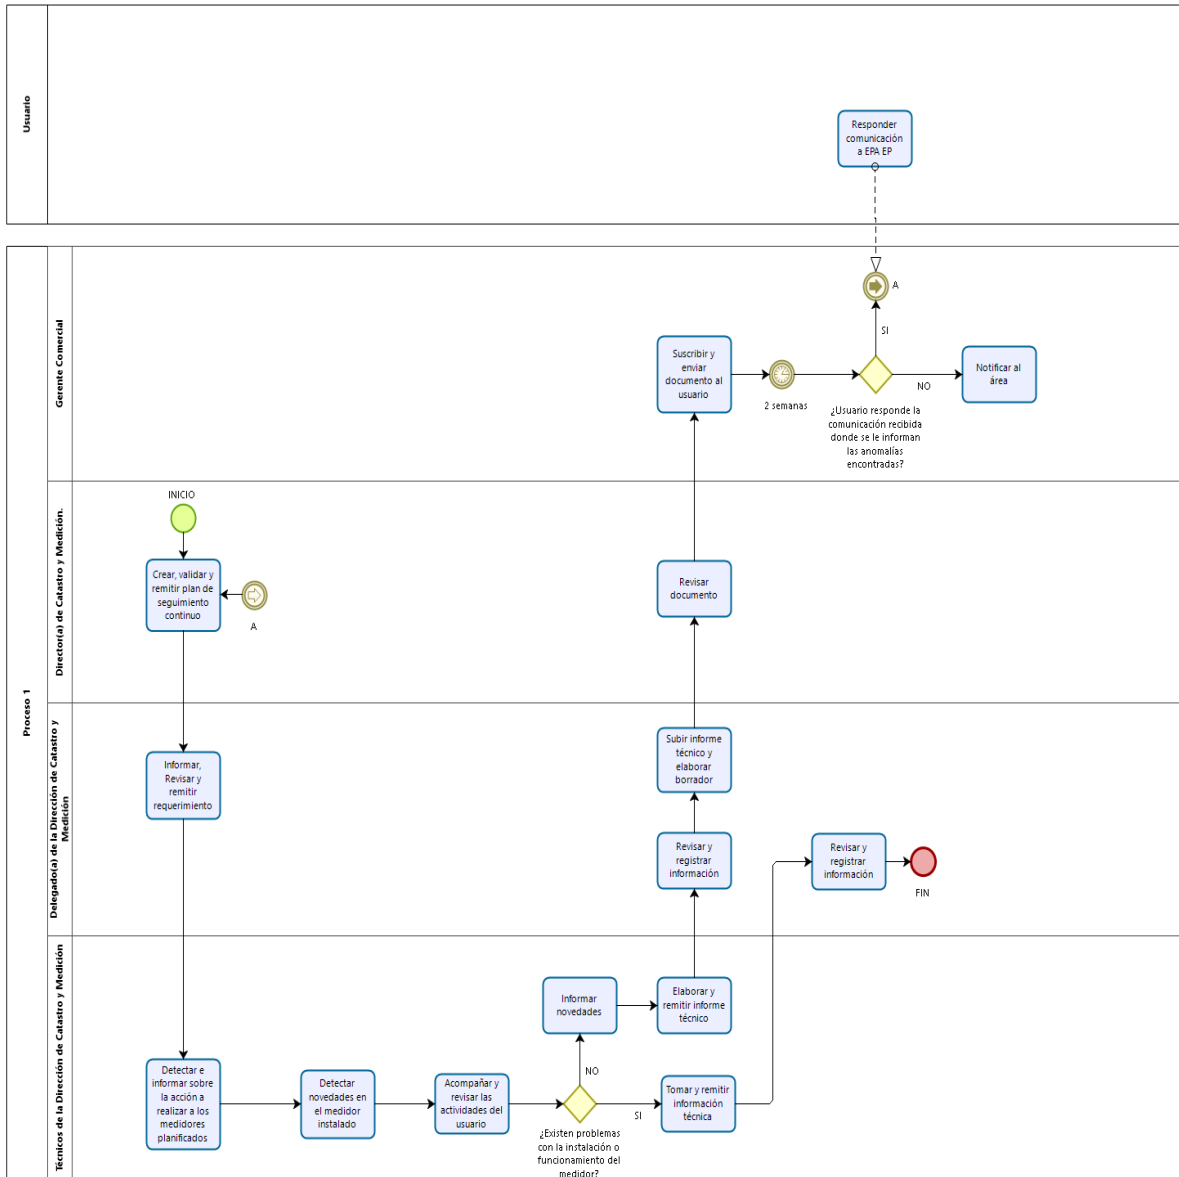 Usuario
Responder
comunicación
a EPA EP
Proceso 1
Gerente Comercial
A
SI
Suscribir y
enviar
documento al
usuario
2 semanas
NO
Notificar al
área
¿Usuario responde la
comunicación recibida
donde se le informan
las anomalías
encontradas?
Director(a) de Catastro y Medición.
INICIO
Crear, validar y
remitir plan de
seguimiento
continuo
A
Revisar
documento
Delegado(a) de la Dirección de Catastro y
Medición
Informar,
Revisar y
remitir
requerimiento
Subir informe
técnico y
elaborar
borrador
Revisar y
registrar
información
Revisar y
registrar
información
FIN
Técnicos de la Dirección de Catastro y Medición
Informar
novedades
Elaborar y
remitir informe
técnico
Detectar e
informar sobre
la acción a
realizar a los
medidores
planificados
Detectar
novedades en
el medidor
instalado
Acompañar y
revisar las
actividades del
usuario
NO
SI
Tomar y remitir
información
técnica
¿Existen problemas
con la instalación o
funcionamiento del
medidor?